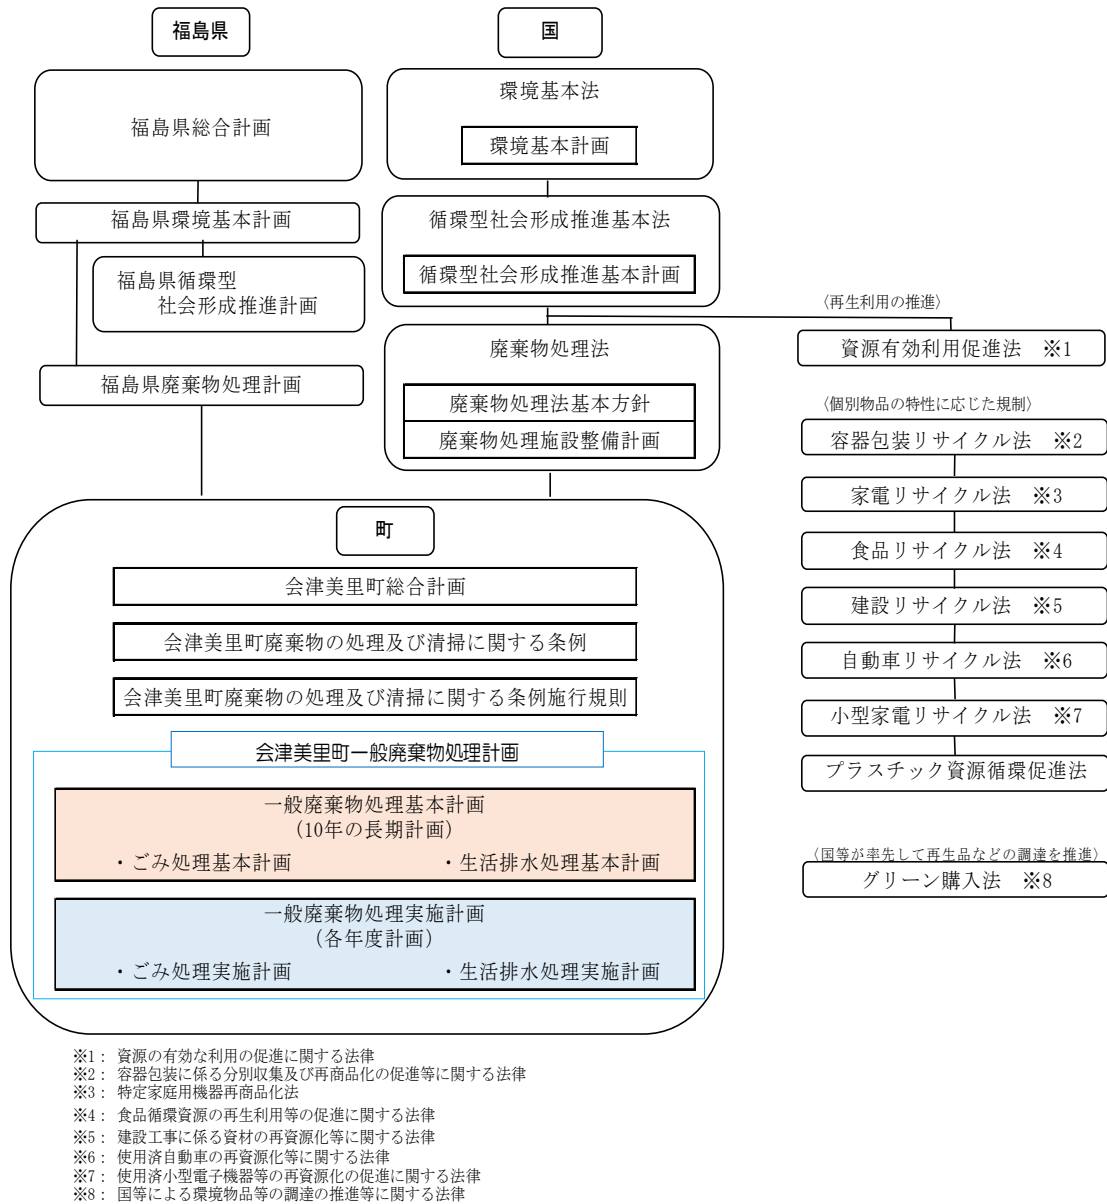 福島県
福島県総合計画
福島県環境基本計画
福島県循環型
社会形成推進計画
福島県廃棄物処理計画
国
環境基本法
環境基本計画
循環型社会形成推進基本法
循環型社会形成推進基本計画
廃棄物処理法
廃棄物処理法基本方針
廃棄物処理施設整備計画
〈再生利用の推進〉
資源有効利用促進法　※1
〈個別物品の特性に応じた規制〉
容器包装リサイクル法　※2
家電リサイクル法　※3
食品リサイクル法　※4
建設リサイクル法　※5
自動車リサイクル法　※6
小型家電リサイクル法　※7
プラスチック資源循環促進法
〈国等が率先して再生品などの調達を推進〉
グリーン購入法　※8
町
会津美里町総合計画
会津美里町廃棄物の処理及び清掃に関する条例
会津美里町廃棄物の処理及び清掃に関する条例施行規則
会津美里町一般廃棄物処理計画
一般廃棄物処理基本計画
(10年の長期計画)
・ごみ処理基本計画　・生活排水処理基本計画
一般廃棄物処理実施計画
(各年度計画)
・ごみ処理実施計画　・生活排水処理実施計画
※1： 資源の有効な利用の促進に関する法律
※2： 容器包装に係る分別収集及び再商品化の促進等に関する法律
※3： 特定家庭用機器再商品化法
※4： 食品循環資源の再生利用等の促進に関する法律
※5： 建設工事に係る資材の再資源化等に関する法律
※6： 使用済自動車の再資源化等に関する法律
※7： 使用済小型電子機器等の再資源化の促進に関する法律
※8： 国等による環境物品等の調達の推進等に関する法律